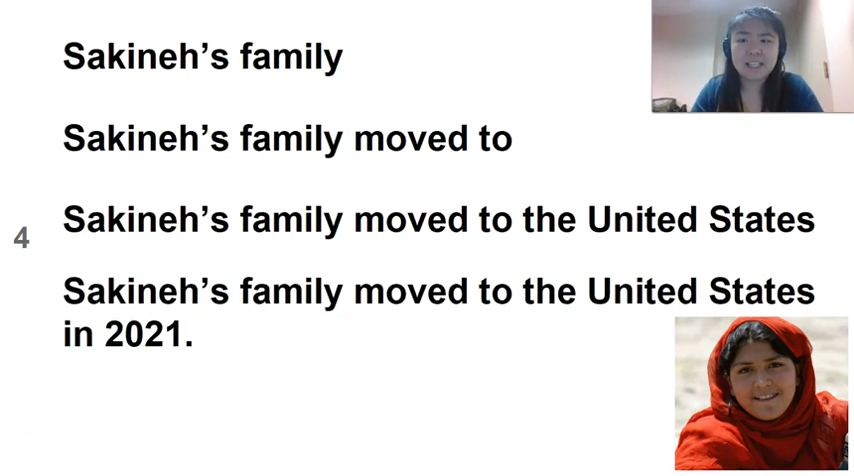 Sakineh’s family
Sakineh’s family moved to
Sakineh’s family moved to the United States
4
Sakineh’s family moved to the United States
in 2021.